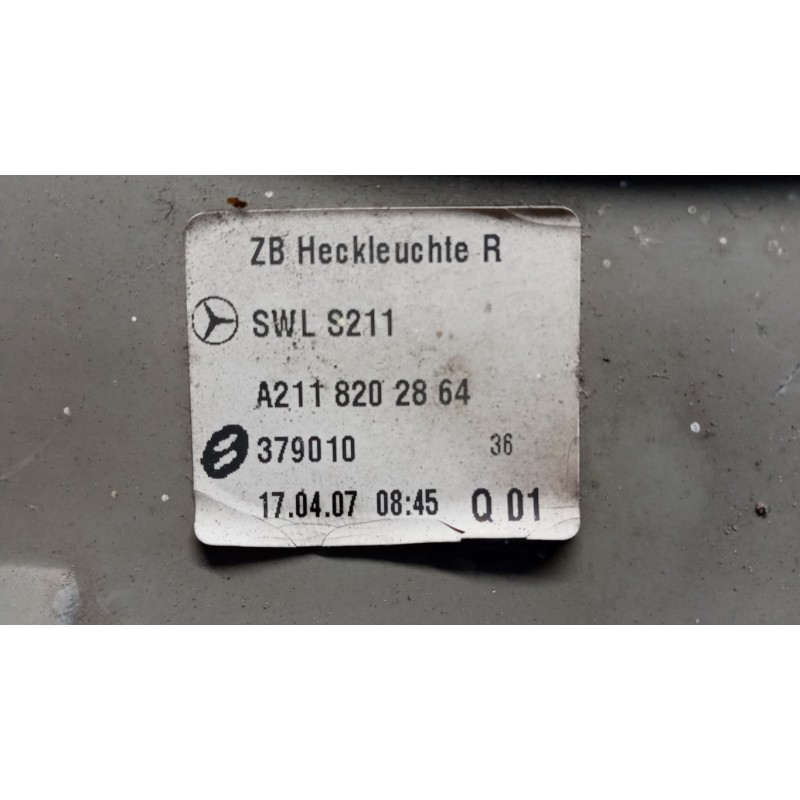 ZB Heckleuchte R
SWL S211
A211 820 28 64
379010 36
17.04.07 08:45 Q 01